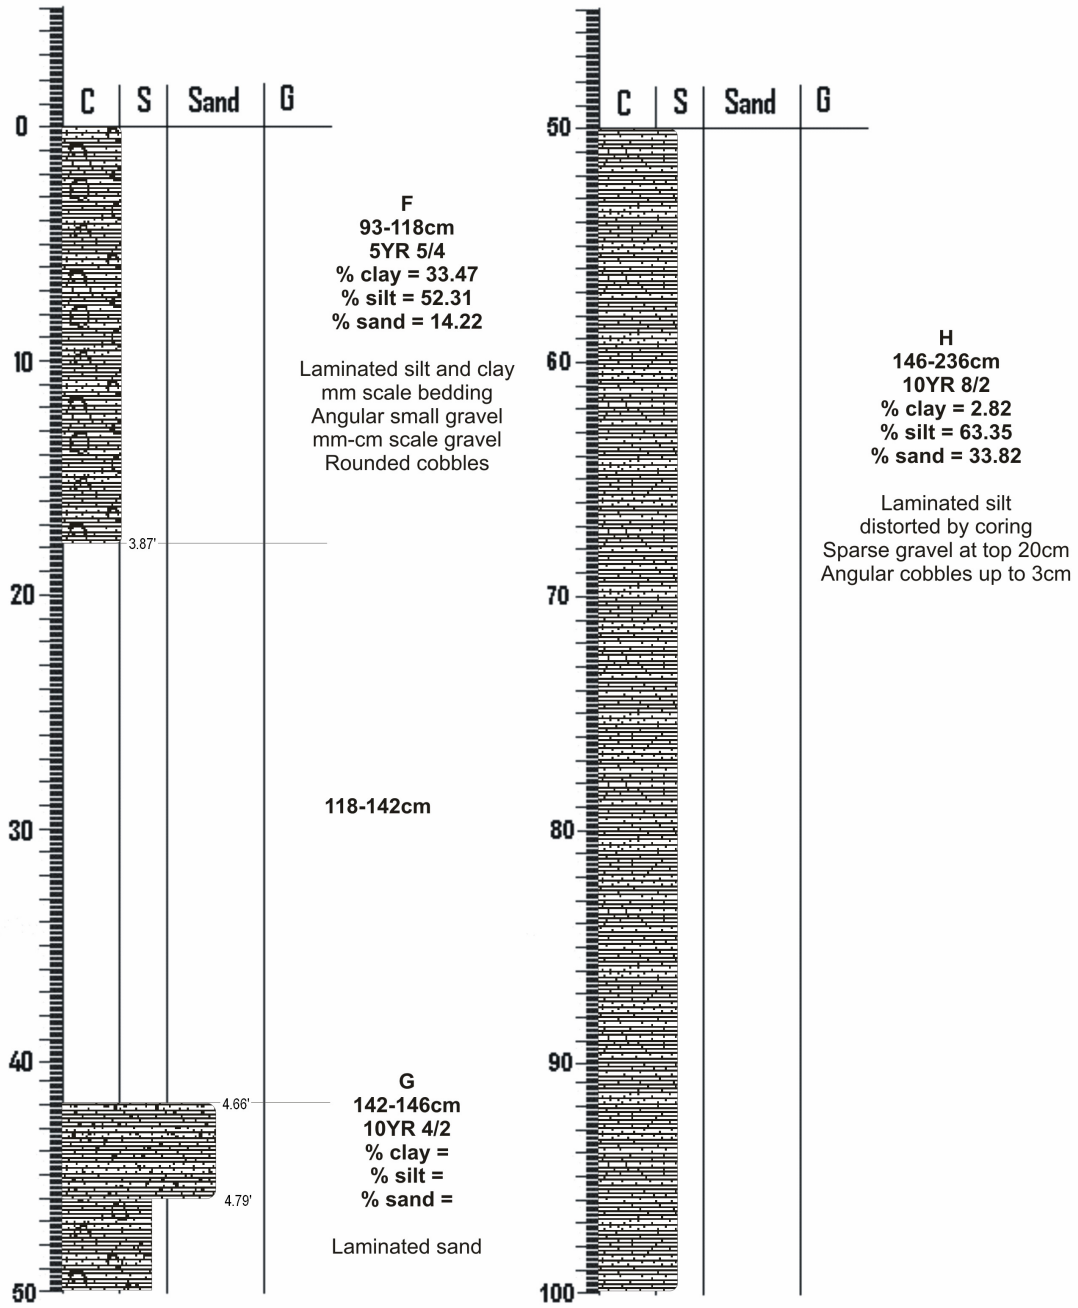 C S Sand G
0
F
93-118cm
5YR 5/4
% clay = 33.47
% silt = 52.31
% sand = 14.22
10
Laminated silt and clay
mm scale bedding
Angular small gravel
mm-cm scale gravel
Rounded cobbles
3.87'
20
118-142cm
30
40
4.66'
G
142-146cm
10YR 4/2
% clay =
% silt =
% sand =
4.79'
Laminated sand
50
C S Sand G
50
H
146-236cm
10YR 8/2
% clay = 2.82
% silt = 63.35
% sand = 33.82
60
Laminated silt
distorted by coring
Sparse gravel at top 20cm
Angular cobbles up to 3cm
70
80
90
100